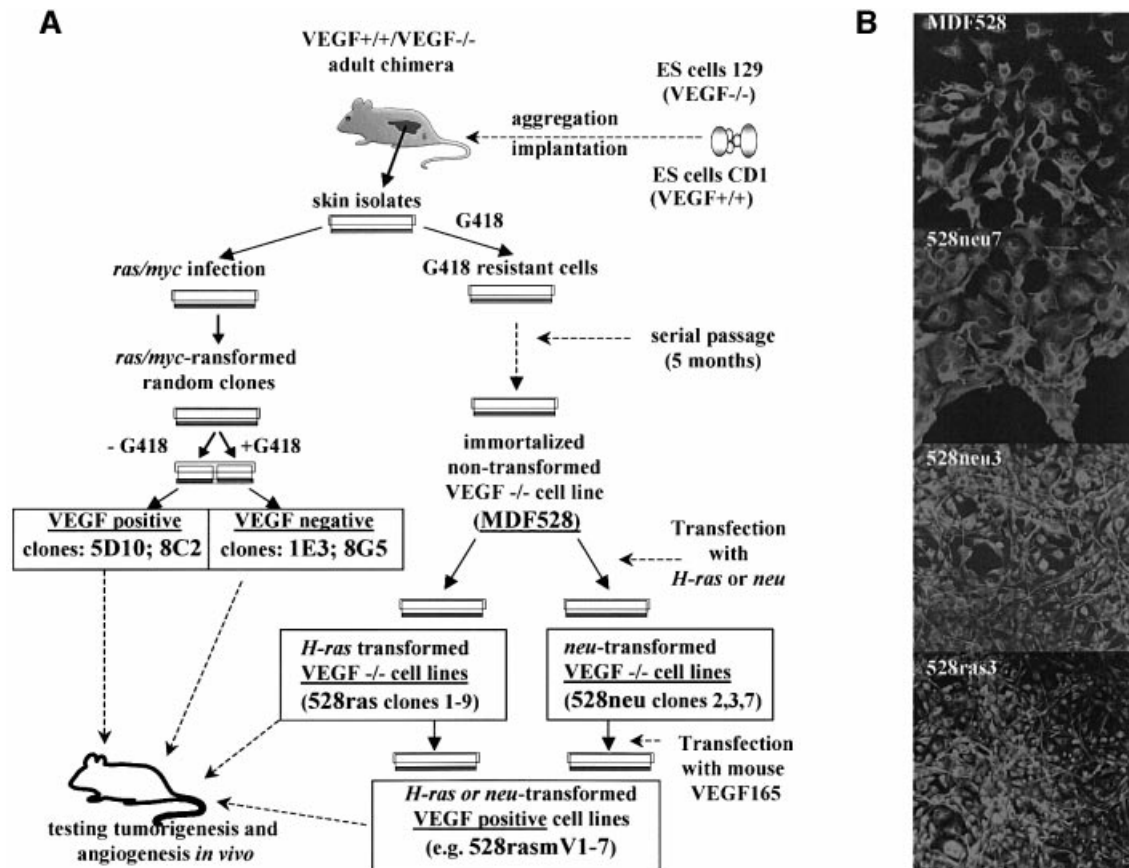 A
VEGF+/+/VEGF-/-
adult chimera
ES cells 129
(VEGF-/-)
aggregation
implantation
ES cells CD1
(VEGF+/+)
skin isolates
G418
ras/myc infection
G418 resistant cells
serial passage
(5 months)
ras/myc-ransformed
random clones
- G418
+G418
immortalized
non-transformed
VEGF -/- cell line
(MDF528)
VEGF positive
clones: 5D10; 8C2
VEGF negative
clones: 1E3; 8G5
Transfection
with
H-ras or neu
H-ras transformed
VEGF -/- cell lines
(528ras clones 1-9)
neu-transformed
VEGF -/- cell lines
(528neu clones 2,3,7)
Transfection
with mouse
VEGF165
H-ras or neu-transformed
VEGF positive cell lines
(e.g. 528rasmV1-7)
testing tumorigenesis and
angiogenesis in vivo
B
MDF528
528neu7
528neu3
528ras3